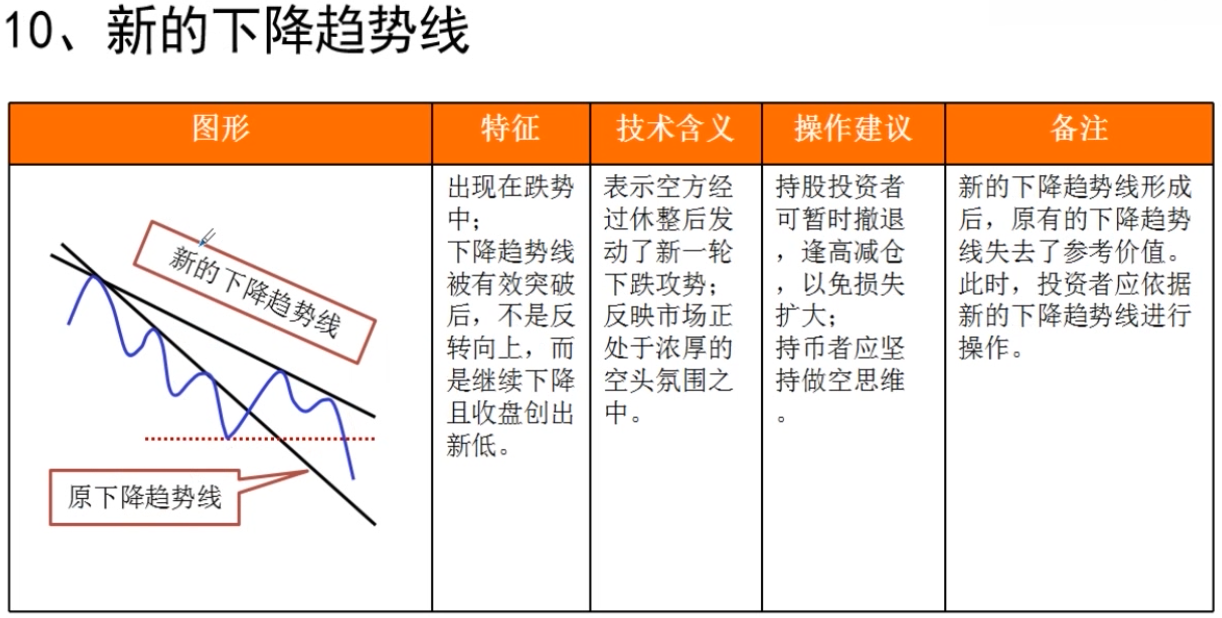 10、新的下降趋势线
图形
特征
技术含义
操作建议
备注
新的下降趋势线
原下降趋势线
出现在跌势
中；
下降趋势线
被有效突破
后，不是反
转向上，而
是继续下降
且收盘创出
新低。
表示空方经
过休整后发
动了新一轮
下跌攻势；
反映市场正
处于浓厚的
空头氛围之
中。
持股投资者
可暂时撤退
，逢高减仓
，以免损失
扩大；
持币者应坚
持做空思维
。
新的下降趋势线形成
后，原有的下降趋势
线失去了参考价值。
此时，投资者应依据
新的下降趋势线进行
操作。